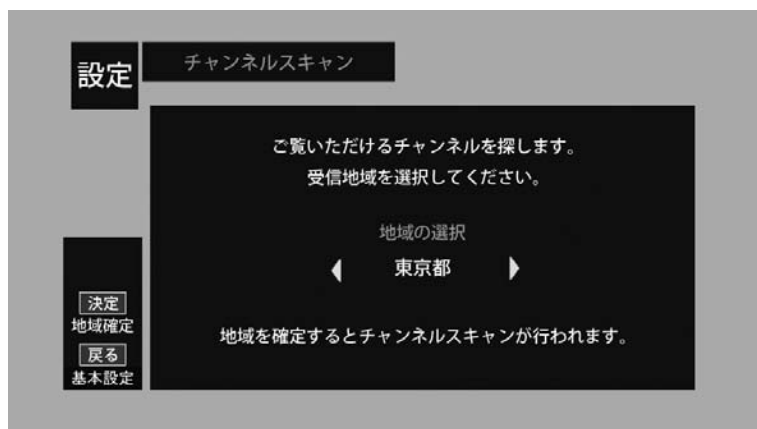 設定
チャンネルスキャン
ご覧いただけるチャンネルを探します。
受信地域を選択してください。
地域の選択
東京都
地域を確定するとチャンネルスキャンが行われます。
決定
地域確定
戻る
基本設定